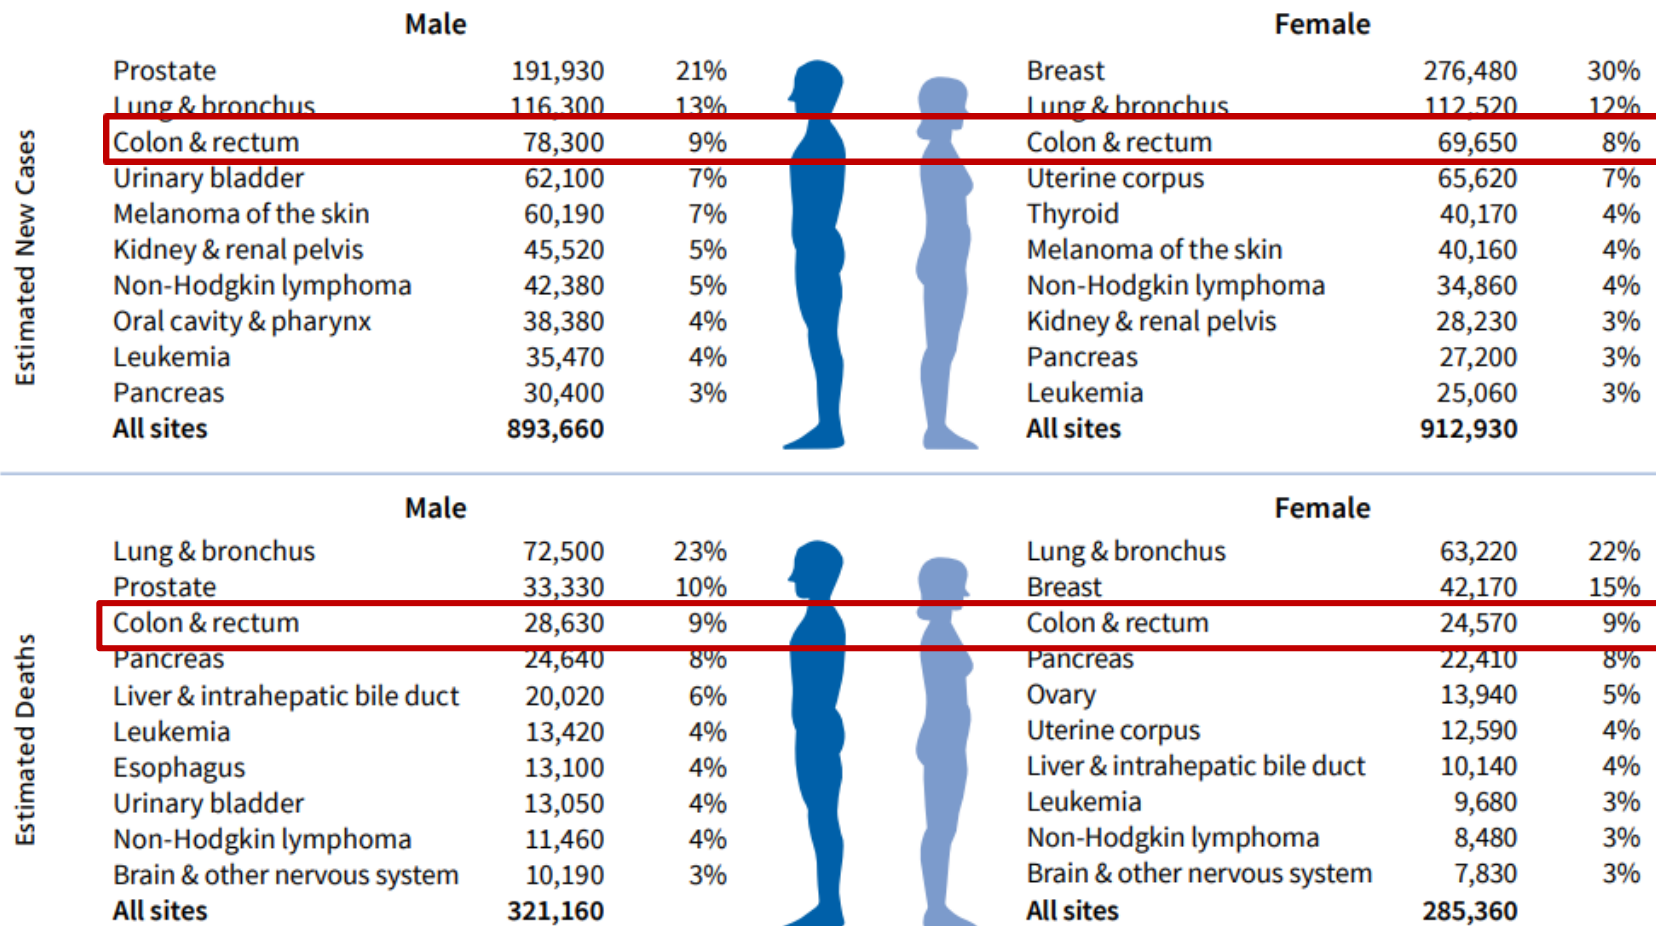 Male Female
Prostate 191,930 21% Breast 276,480 30%
Lung & bronchus 116,300 13% Lung & bronchus 112,520 12%
Colon & rectum 78,300 9% Colon & rectum 69,650 8%
Urinary bladder 62,100 7% Uterine corpus 65,620 7%
Melanoma of the skin 60,190 7% Thyroid 40,170 4%
Kidney & renal pelvis 45,520 5% Melanoma of the skin 40,160 4%
Non-Hodgkin lymphoma 42,380 5% Non-Hodgkin lymphoma 34,860 4%
Oral cavity & pharynx 38,380 4% Kidney & renal pelvis 28,230 3%
Leukemia 35,470 4% Pancreas 27,200 3%
Pancreas 30,400 3% Leukemia 25,060 3%
All sites 893,660 All sites 912,930
Estimated New Cases
Male Female
Lung & bronchus 72,500 23% Lung & bronchus 63,220 22%
Prostate 33,330 10% Breast 42,170 15%
Colon & rectum 28,630 9% Colon & rectum 24,570 9%
Pancreas 24,640 8% Pancreas 22,410 8%
Liver & intrahepatic bile duct 20,020 6% Ovary 13,940 5%
Leukemia 13,420 4% Uterine corpus 12,590 4%
Esophagus 13,100 4% Liver & intrahepatic bile duct 10,140 4%
Urinary bladder 13,050 4% Leukemia 9,680 3%
Non-Hodgkin lymphoma 11,460 4% Non-Hodgkin lymphoma 8,480 3%
Brain & other nervous system 10,190 3% Brain & other nervous system 7,830 3%
All sites 321,160 All sites 285,360
Estimated Deaths